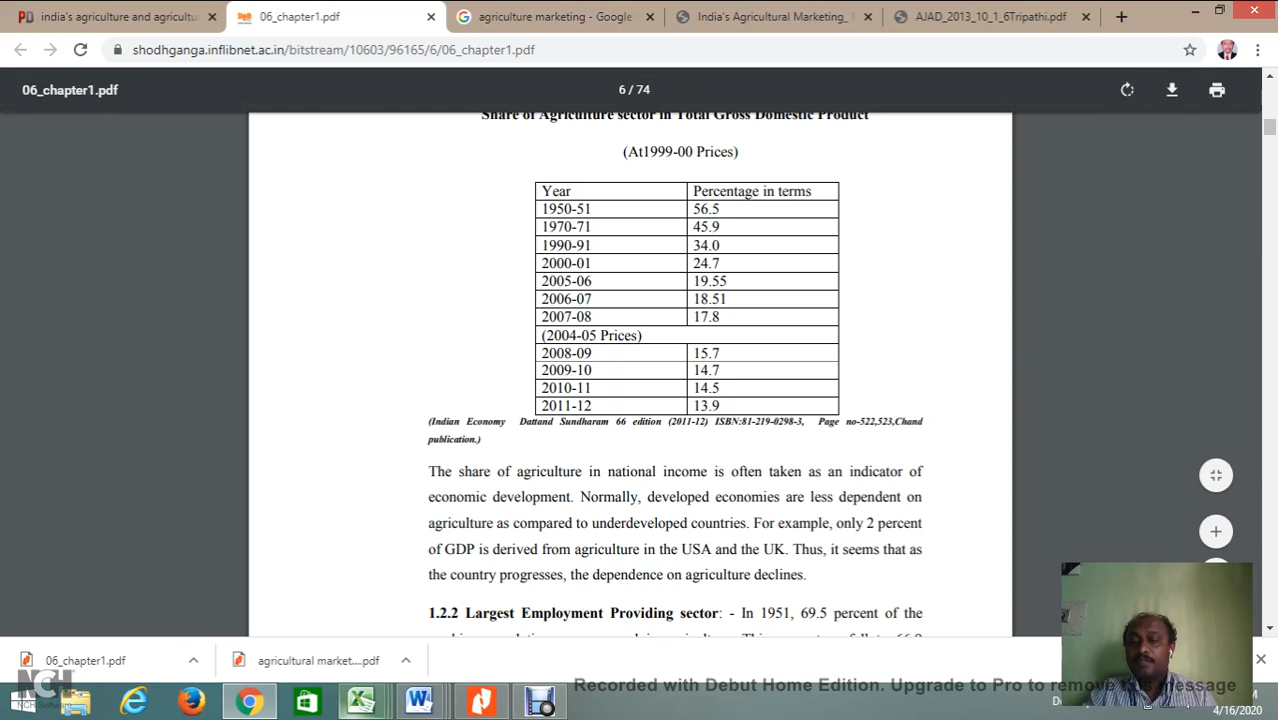 india's agriculture and agricultu
06_chapter1.pdf
agriculture marketing - Google
India's Agricultural Marketing_
AJAD_2013_10_1_6Tripathi.pdf
shodhganga.inflibnet.ac.in/bitstream/10603/96165/6/06_chapter1.pdf
06_chapter1.pdf
6 / 74
Share of Agriculture sector in Total Gross Domestic Product
(At1999-00 Prices)
Year Percentage in terms
1950-51 56.5
1970-71 45.9
1990-91 34.0
2000-01 24.7
2005-06 19.55
2006-07 18.51
2007-08 17.8
(2004-05 Prices)
2008-09 15.7
2009-10 14.7
2010-11 14.5
2011-12 13.9
(Indian Economy Dattand Sundharam 66 edition (2011-12) ISBN:81-219-0298-3, Page no-522,523,Chand
publication.)
The share of agriculture in national income is often taken as an indicator of
economic development. Normally, developed economies are less dependent on
agriculture as compared to underdeveloped countries. For example, only 2 percent
of GDP is derived from agriculture in the USA and the UK. Thus, it seems that as
the country progresses, the dependence on agriculture declines.
1.2.2 Largest Employment Providing sector: - In 1951, 69.5 percent of the
06_chapter1.pdf
agricultural market....pdf
NCH
NCH Software
Recorded with Debut Home Edition. Upgrade to Pro to remove this message
4/16/2020